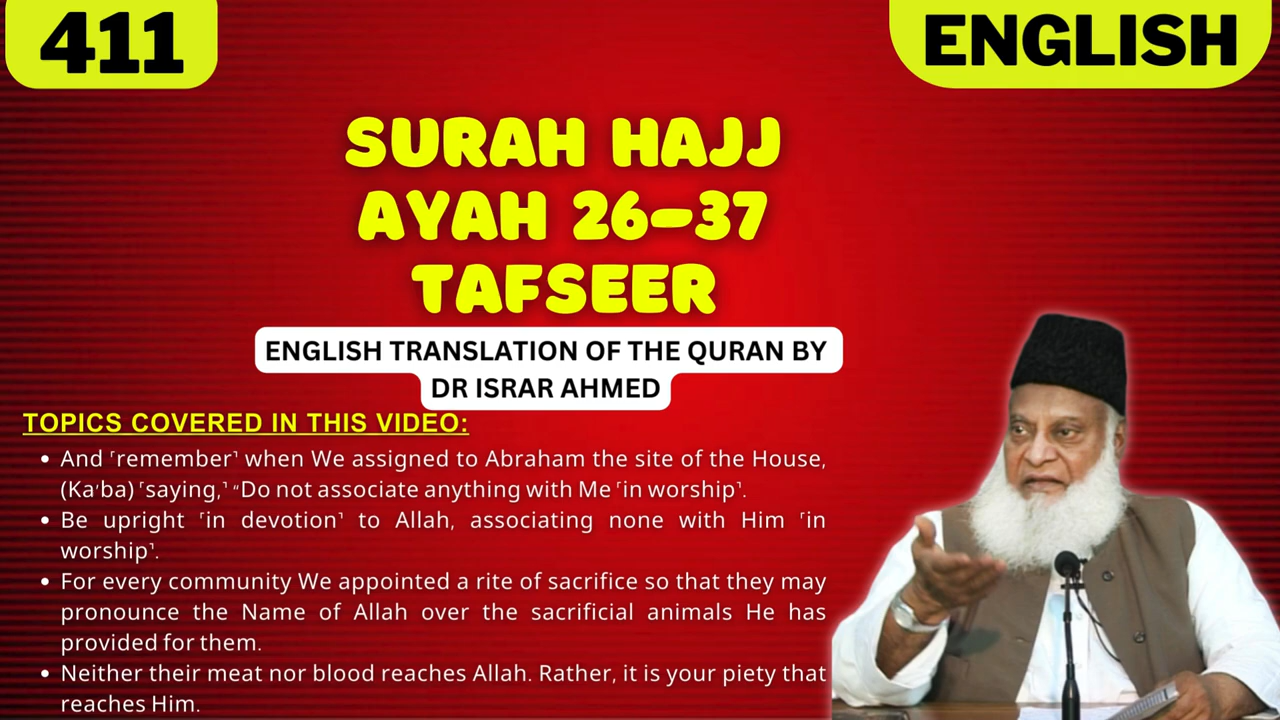 411
ENGLISH
SURAH HAJJ
AYAH 26-37
TAFSEER
ENGLISH TRANSLATION OF THE QURAN BY
DR ISRAR AHMED
TOPICS COVERED IN THIS VIDEO:
• And ˹remember˺ when We assigned to Abraham the site of the House,
(Ka’ba) ˹saying,˺ “Do not associate anything with Me ˹in worship˺.
• Be upright ˹in devotion˺ to Allah, associating none with Him ˹in
worship˺.
• For every community We appointed a rite of sacrifice so that they may
pronounce the Name of Allah over the sacrificial animals He has
provided for them.
• Neither their meat nor blood reaches Allah. Rather, it is your piety that
reaches Him.